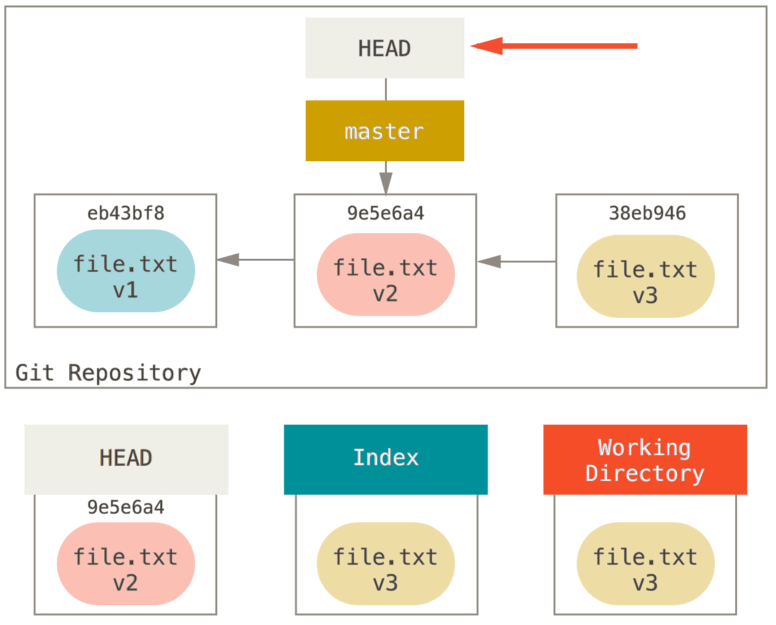 HEAD
master
eb43bf8
9e5e6a4
38eb946
file.txt
v1
file.txt
v2
file.txt
v3
Git Repository
HEAD
Index
Working
Directory
9e5e6a4
file.txt
v2
file.txt
v3
file.txt
v3